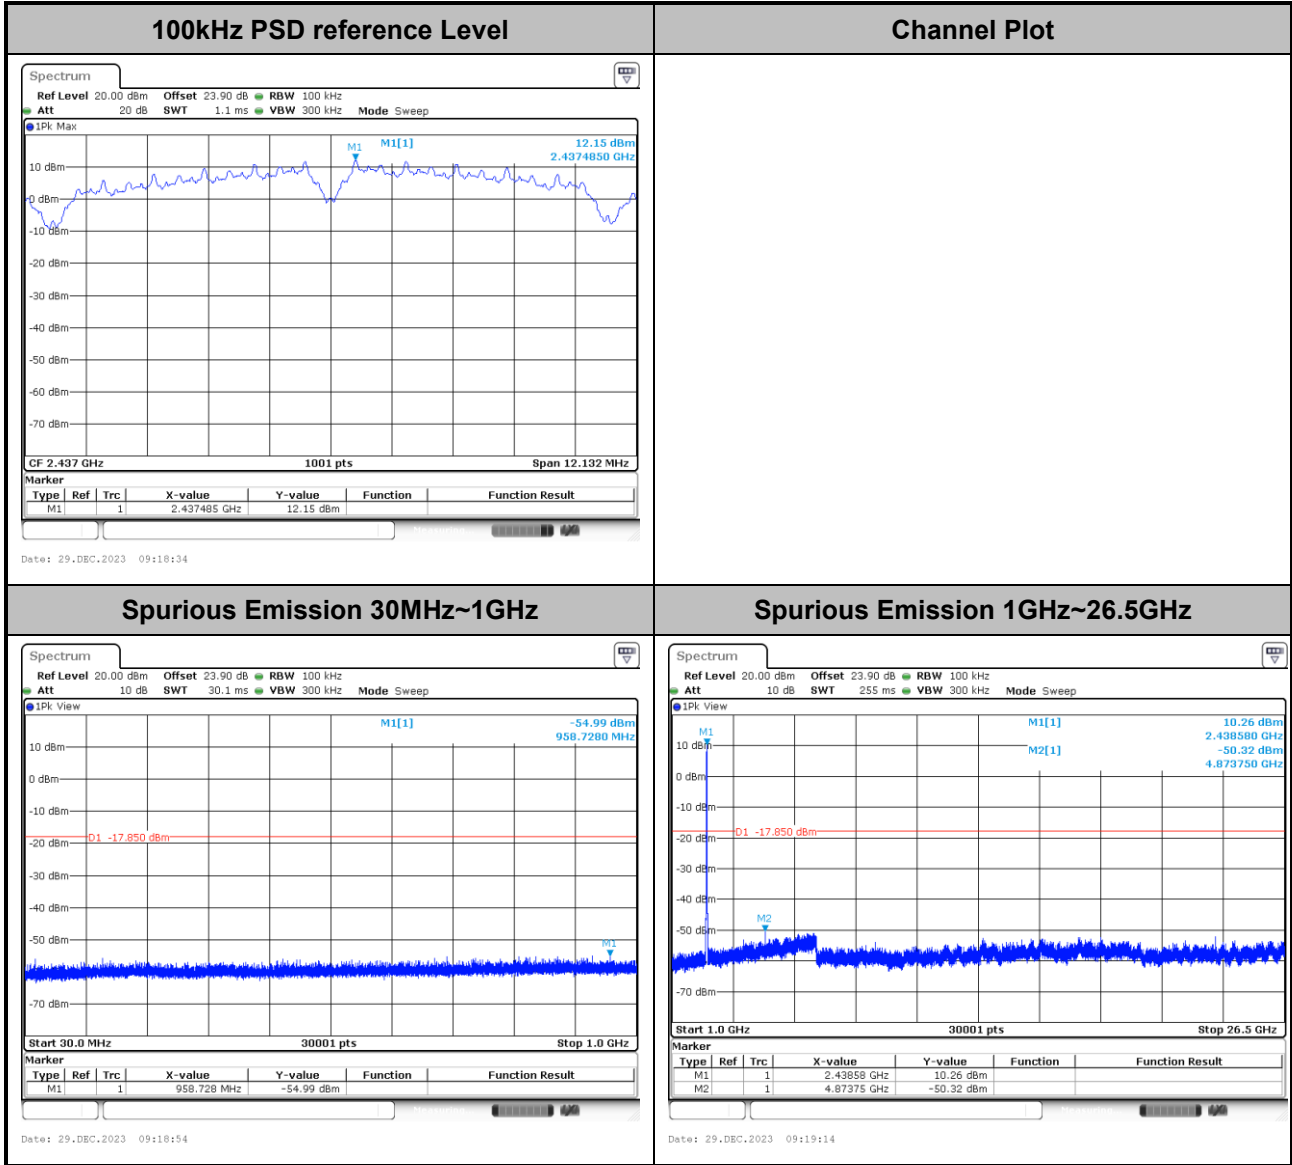 100kHz PSD reference Level
Channel Plot
Spectrum
Ref Level 20.00 dBm Offset 23.90 dB RBW 100 kHz
Att 20 dB SWT 1.1 ms VBW 300 kHz Mode Sweep
1Pk Max
M1[1] 12.15 dBm
2.4374850 GHz
M1
10 dBm
0 dBm
-10 dBm
-20 dBm
-30 dBm
-40 dBm
-50 dBm
-60 dBm
-70 dBm
CF 2.437 GHz 1001 pts Span 12.132 MHz
Marker
Type Ref Trc X-value Y-value Function Function Result
M1 1 2.437485 GHz 12.15 dBm
Measuring
Date: 29.DEC.2023 09:18:34
Spurious Emission 30MHz~1GHz
Spurious Emission 1GHz~26.5GHz
Spectrum
Ref Level 20.00 dBm Offset 23.90 dB RBW 100 kHz
Att 10 dB SWT 30.1 ms VBW 300 kHz Mode Sweep
1Pk View
M1[1] -54.99 dBm
958.7280 MHz
10 dBm
0 dBm
-10 dBm
D1 -17.850 dBm
-20 dBm
-30 dBm
-40 dBm
-50 dBm
M1
-70 dBm
Start 30.0 MHz 30001 pts Stop 1.0 GHz
Marker
Type Ref Trc X-value Y-value Function Function Result
M1 1 958.728 MHz -54.99 dBm
Measuring
Date: 29.DEC.2023 09:18:54
Spectrum
Ref Level 20.00 dBm Offset 23.90 dB RBW 100 kHz
Att 10 dB SWT 255 ms VBW 300 kHz Mode Sweep
1Pk View
M1[1] 10.26 dBm
2.438580 GHz
M2[1] -50.32 dBm
4.873750 GHz
M1
10 dBm
0 dBm
-10 dBm
D1 -17.850 dBm
-20 dBm
-30 dBm
-40 dBm
M2
-50 dBm
-70 dBm
Start 1.0 GHz 30001 pts Stop 26.5 GHz
Marker
Type Ref Trc X-value Y-value Function Function Result
M1 1 2.43858 GHz 10.26 dBm
M2 1 4.87375 GHz -50.32 dBm
Measuring
Date: 29.DEC.2023 09:19:14